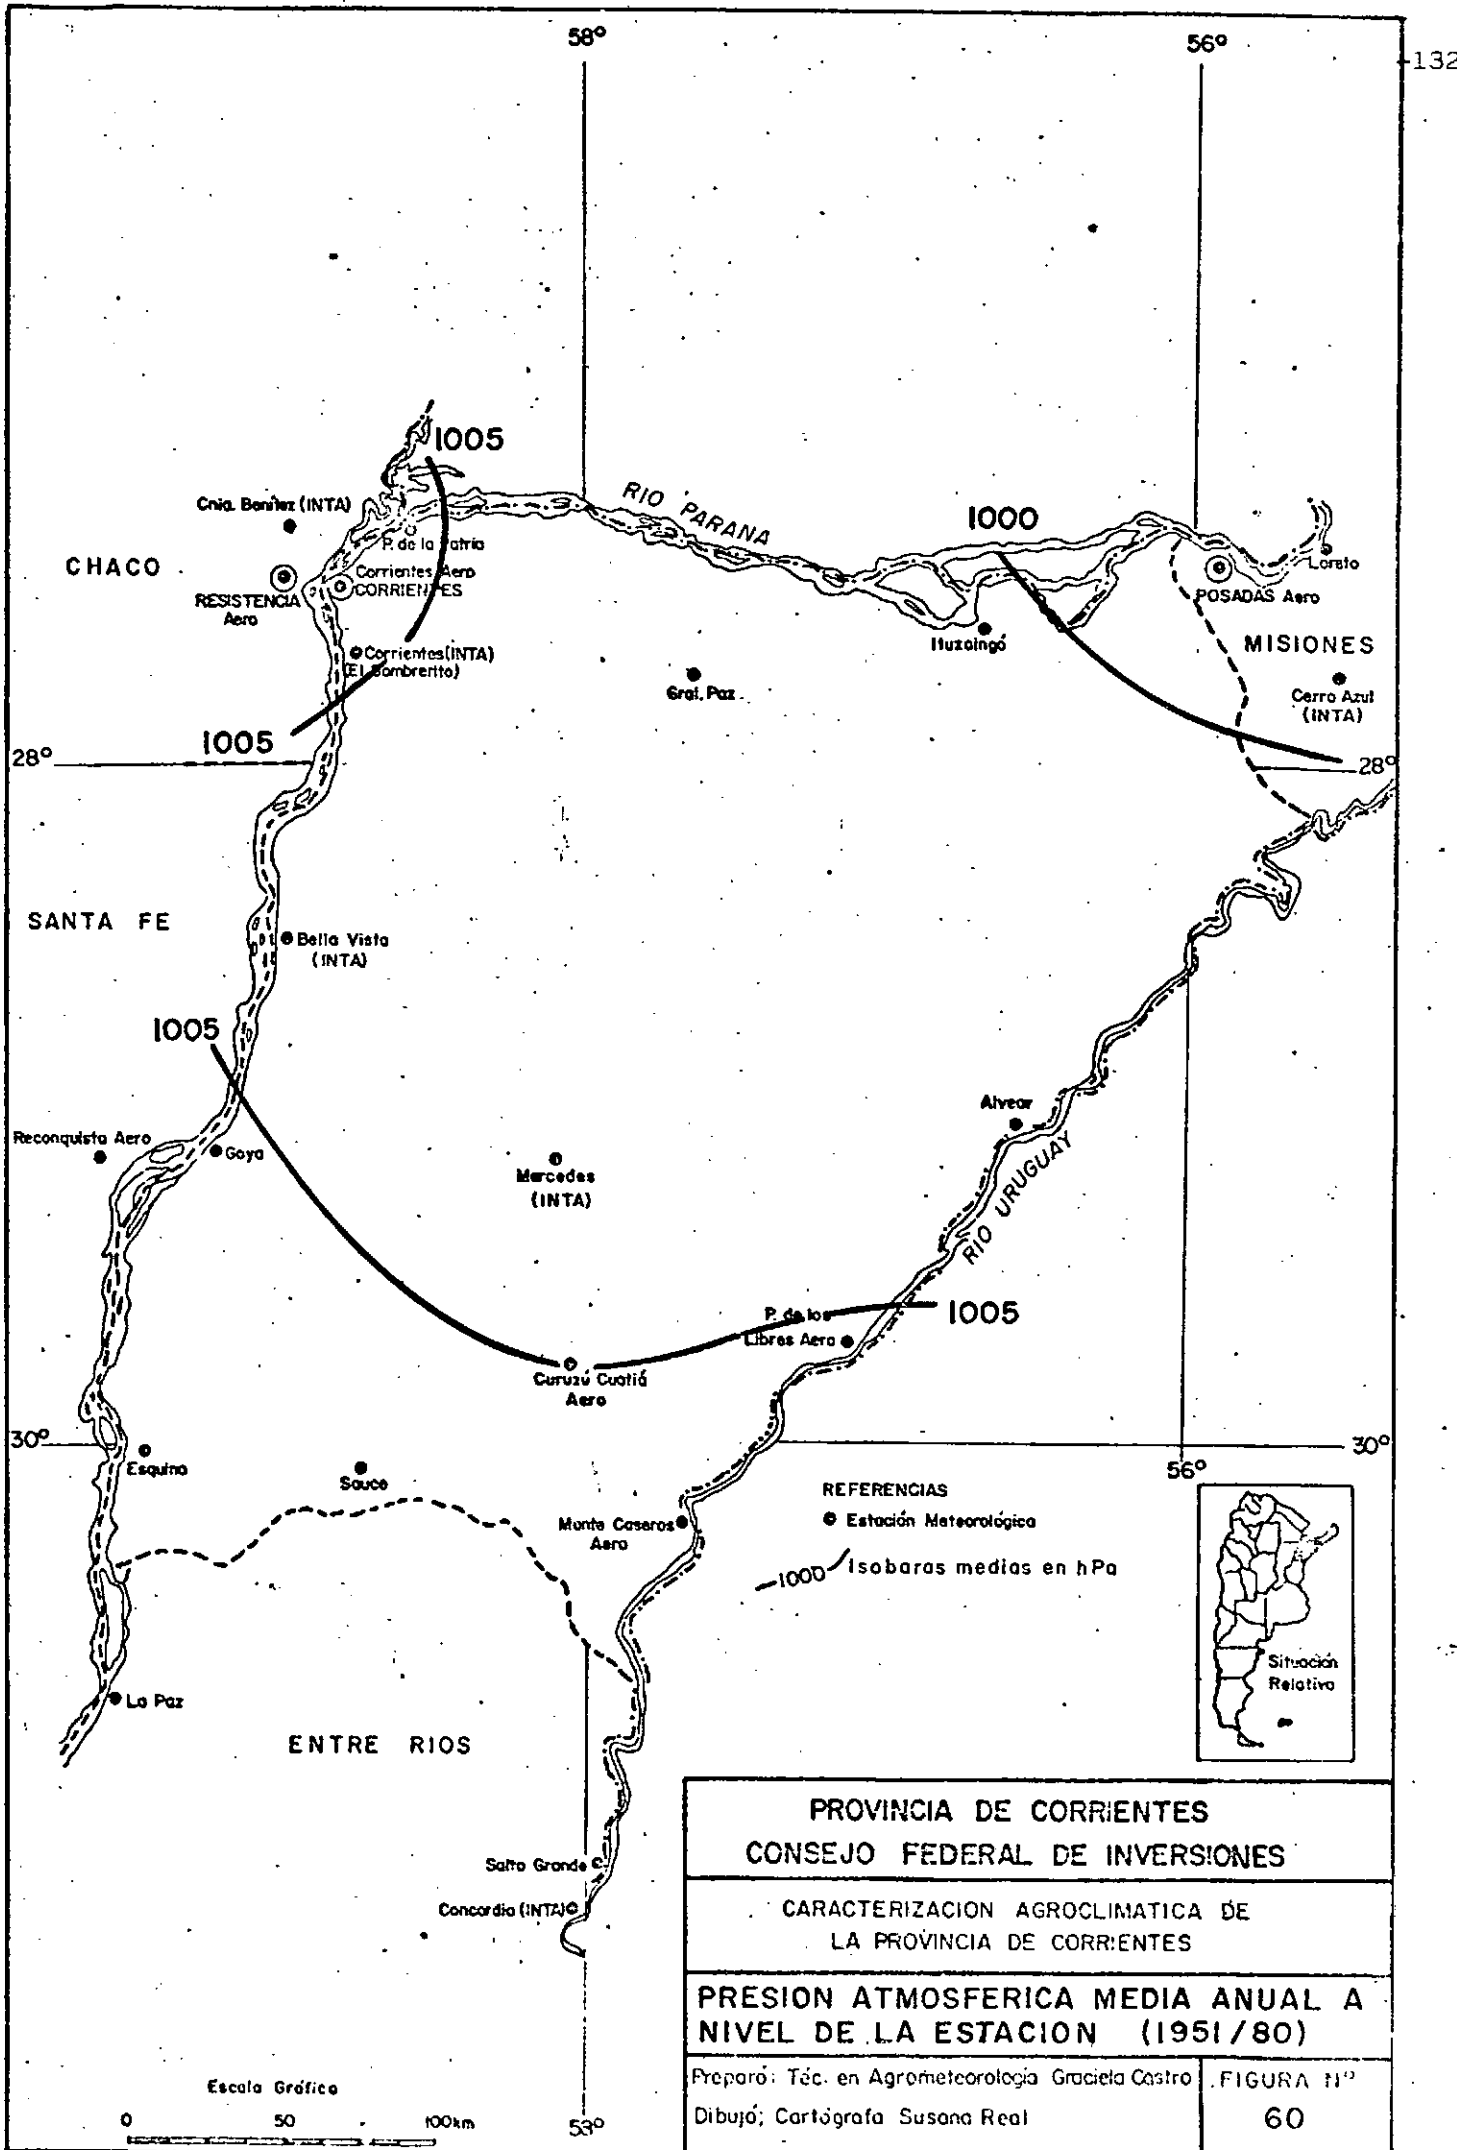 58°
56°
-132
1005
RIO PARANA
1000
Cnia. Benítez (INTA)
P. de la Patria
CHACO
Corrientes Aero
CORRIENTES
RESISTENCIA
Aero
Loreto
POSADAS Aero
Ituzaingó
MISIONES
Corrientes (INTA)
(El Sombrerito)
Gral. Paz
Cerro Azul
(INTA)
1005
28°
28°
SANTA FE
Bella Vista
(INTA)
1005
Alvear
Reconquista Aero
Goya
Mercedes
(INTA)
RIO URUGUAY
P. de los
Libres Aero
1005
Curuzú Cuatiá
Aero
30°
30°
Esquina
Sauce
56°
REFERENCIAS
Monte Caseros
Aero
Estación Meteorológica
1000 Isobaras medias en hPa
Situación
Relativa
La Paz
ENTRE RIOS
Salto Grande
Concordia (INTA)
PROVINCIA DE CORRIENTES
CONSEJO FEDERAL DE INVERSIONES
CARACTERIZACION AGROCLIMATICA DE
LA PROVINCIA DE CORRIENTES
PRESION ATMOSFERICA MEDIA ANUAL A
NIVEL DE LA ESTACION (1951/80)
Preparó: Téc. en Agrometeorología Graciela Castro
Dibujó; Cartógrafa Susana Real
FIGURA Nº
60
Escala Gráfica
0 50 100km
53°